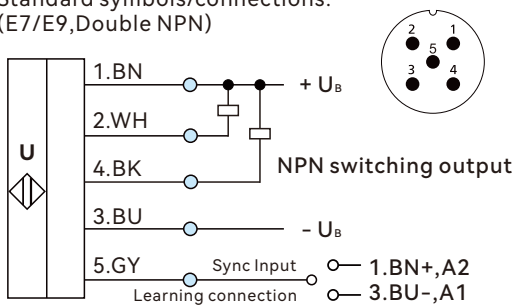 Standard symbols/connections:
(E7/E9,Double NPN)
2 1
5
3 4
1.BN
+ UB
2.WH
U
4.BK
NPN switching output
3.BU
- UB
5.GY
Sync Input
1.BN+,A2
Learning connection
3.BU-,A1